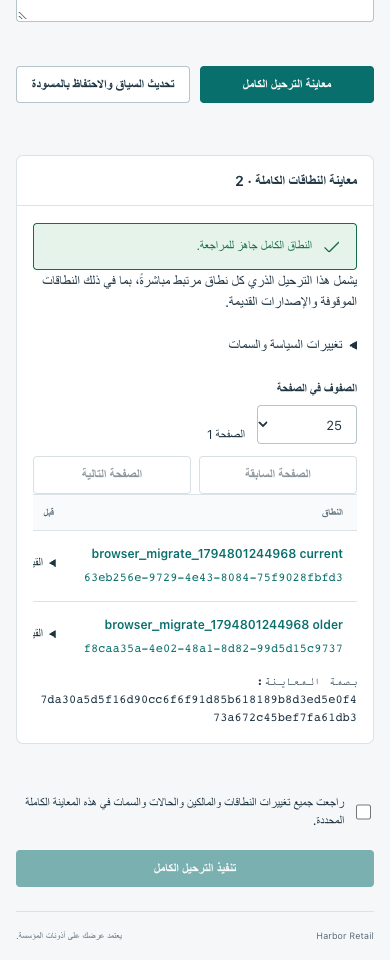 معاينة الترحيل الكامل
تحديث السياق والاحتفاظ بالمسودة
معاينة النطاقات الكاملة · 2
النطاق الكامل جاهز للمراجعة.
يشمل هذا الترحيل الذري كل نطاق مرتبط مباشرةً، بما في ذلك النطاقات
الموقوفة والإصدارات القديمة.
تغييرات السياسة والسمات
الصفوف في الصفحة
25
الصفحة 1
الصفحة السابقة
الصفحة التالية
النطاق
قبل
browser_migrate_1794801244968 current
63eb256e-9729-4e43-8084-75f9028fbfd3
browser_migrate_1794801244968 older
f8caa35a-4e02-48a1-8d82-99d5d15c9737
بصمة المعاينة:
7da30a5d5f16d90cc6f6f91d85b618189b8d3ed5e0f4
73a672c45bef7fa61db3
راجعت جميع تغييرات النطاقات والمالكين والحالات والسمات في هذه المعاينة الكاملة
المحددة.
تنفيذ الترحيل الكامل
Harbor Retail
يعتمد عرضك على أذونات المؤسسة.